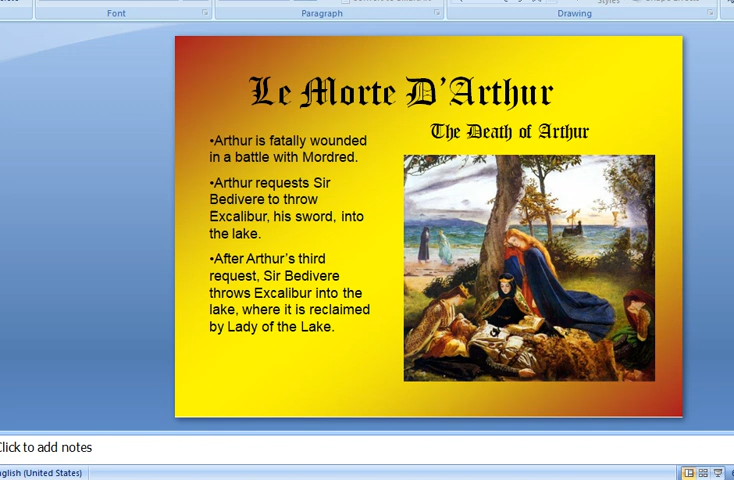 Font
Paragraph
Drawing
Le Morte D'Arthur
The Death of Arthur
•Arthur is fatally wounded
in a battle with Mordred.
•Arthur requests Sir
Bedivere to throw
Excalibur, his sword, into
the lake.
•After Arthur's third
request, Sir Bedivere
throws Excalibur into the
lake, where it is reclaimed
by Lady of the Lake.
Click to add notes
nglish (United States)